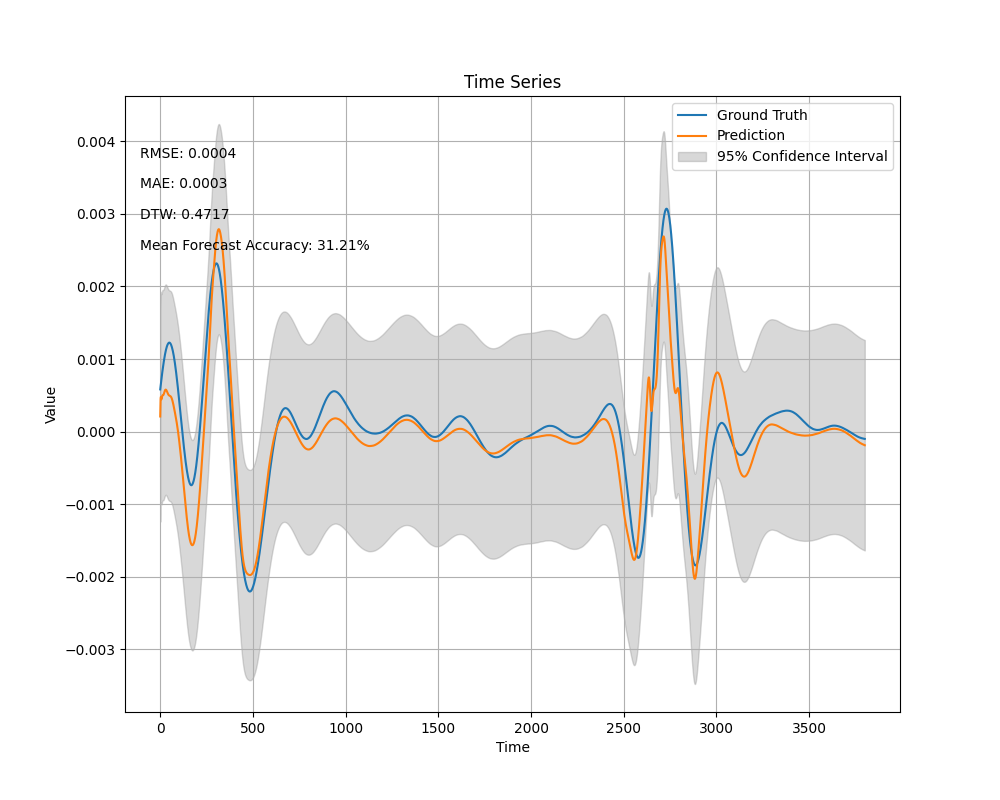 Time Series
Ground Truth
Prediction
95% Confidence Interval
RMSE: 0.0004
MAE: 0.0003
DTW: 0.4717
Mean Forecast Accuracy: 31.21%
Value
0.004
0.003
0.002
0.001
0.000
−0.001
−0.002
−0.003
0 500 1000 1500 2000 2500 3000 3500
Time